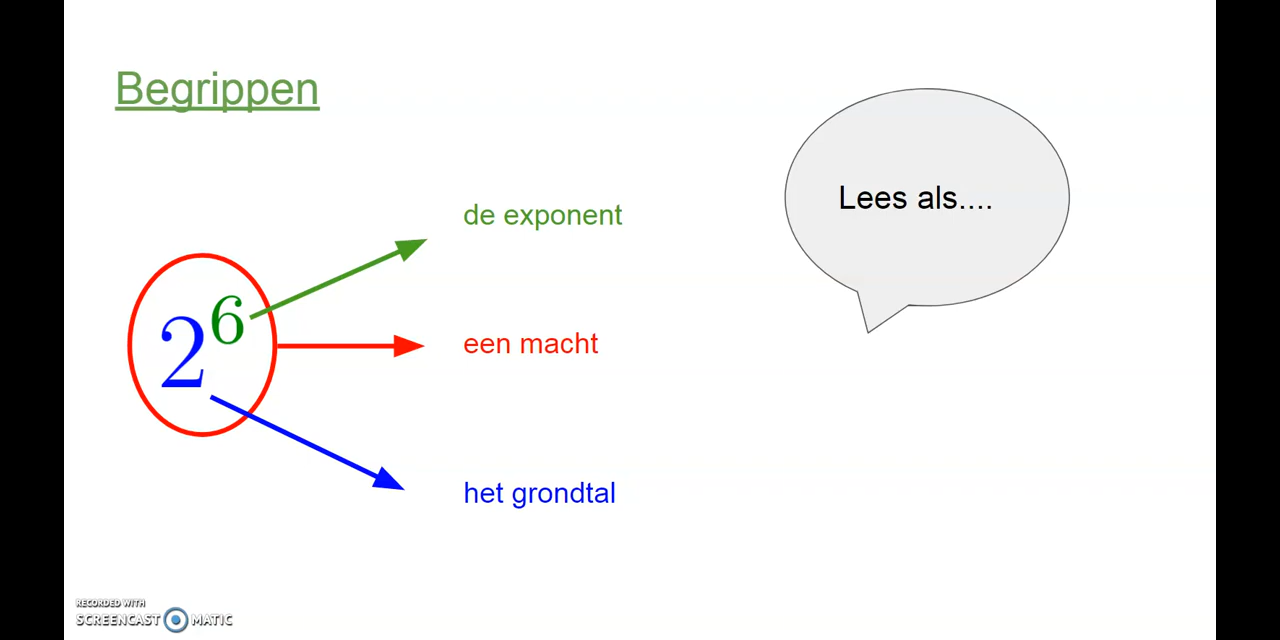 Begrippen
de exponent
Lees als....
2^6
een macht
het grondtal
RECORDED WITH
SCREENCAST MATIC